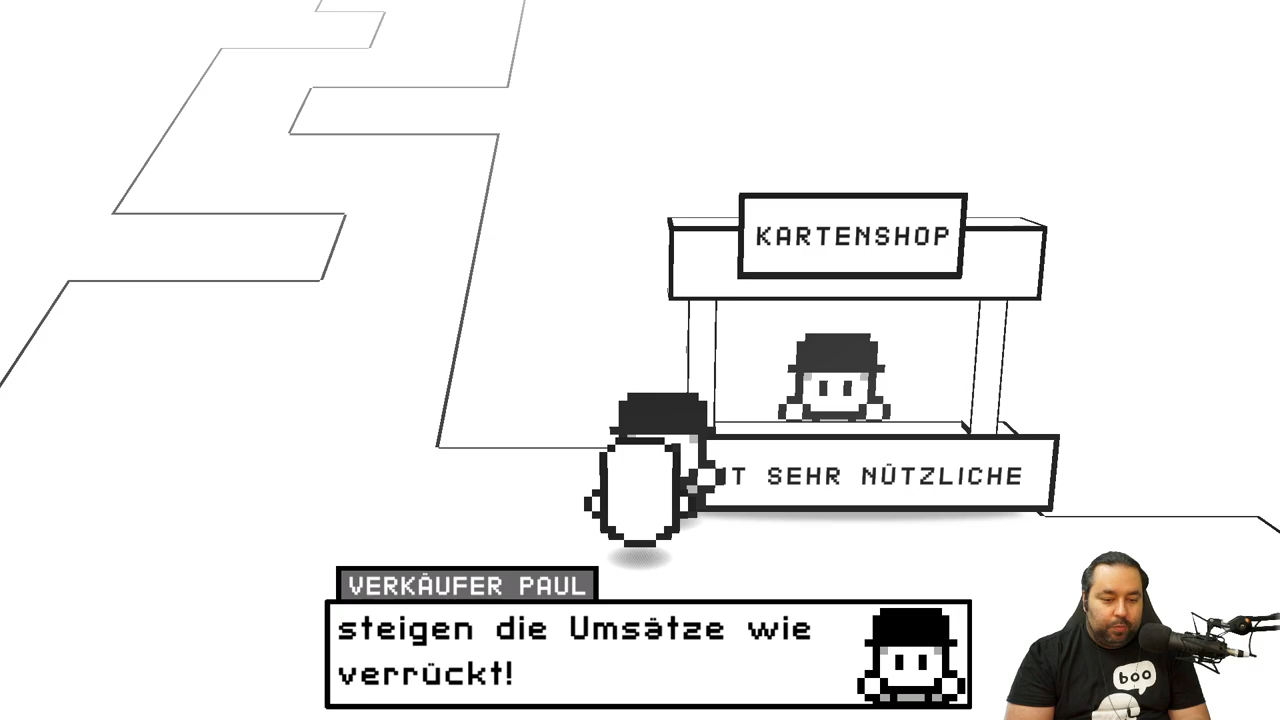 KARTENSHOP
T SEHR NÜTZLICHE
VERKÄUFER PAUL
steigen die Umsätze wie
verrückt!
boo